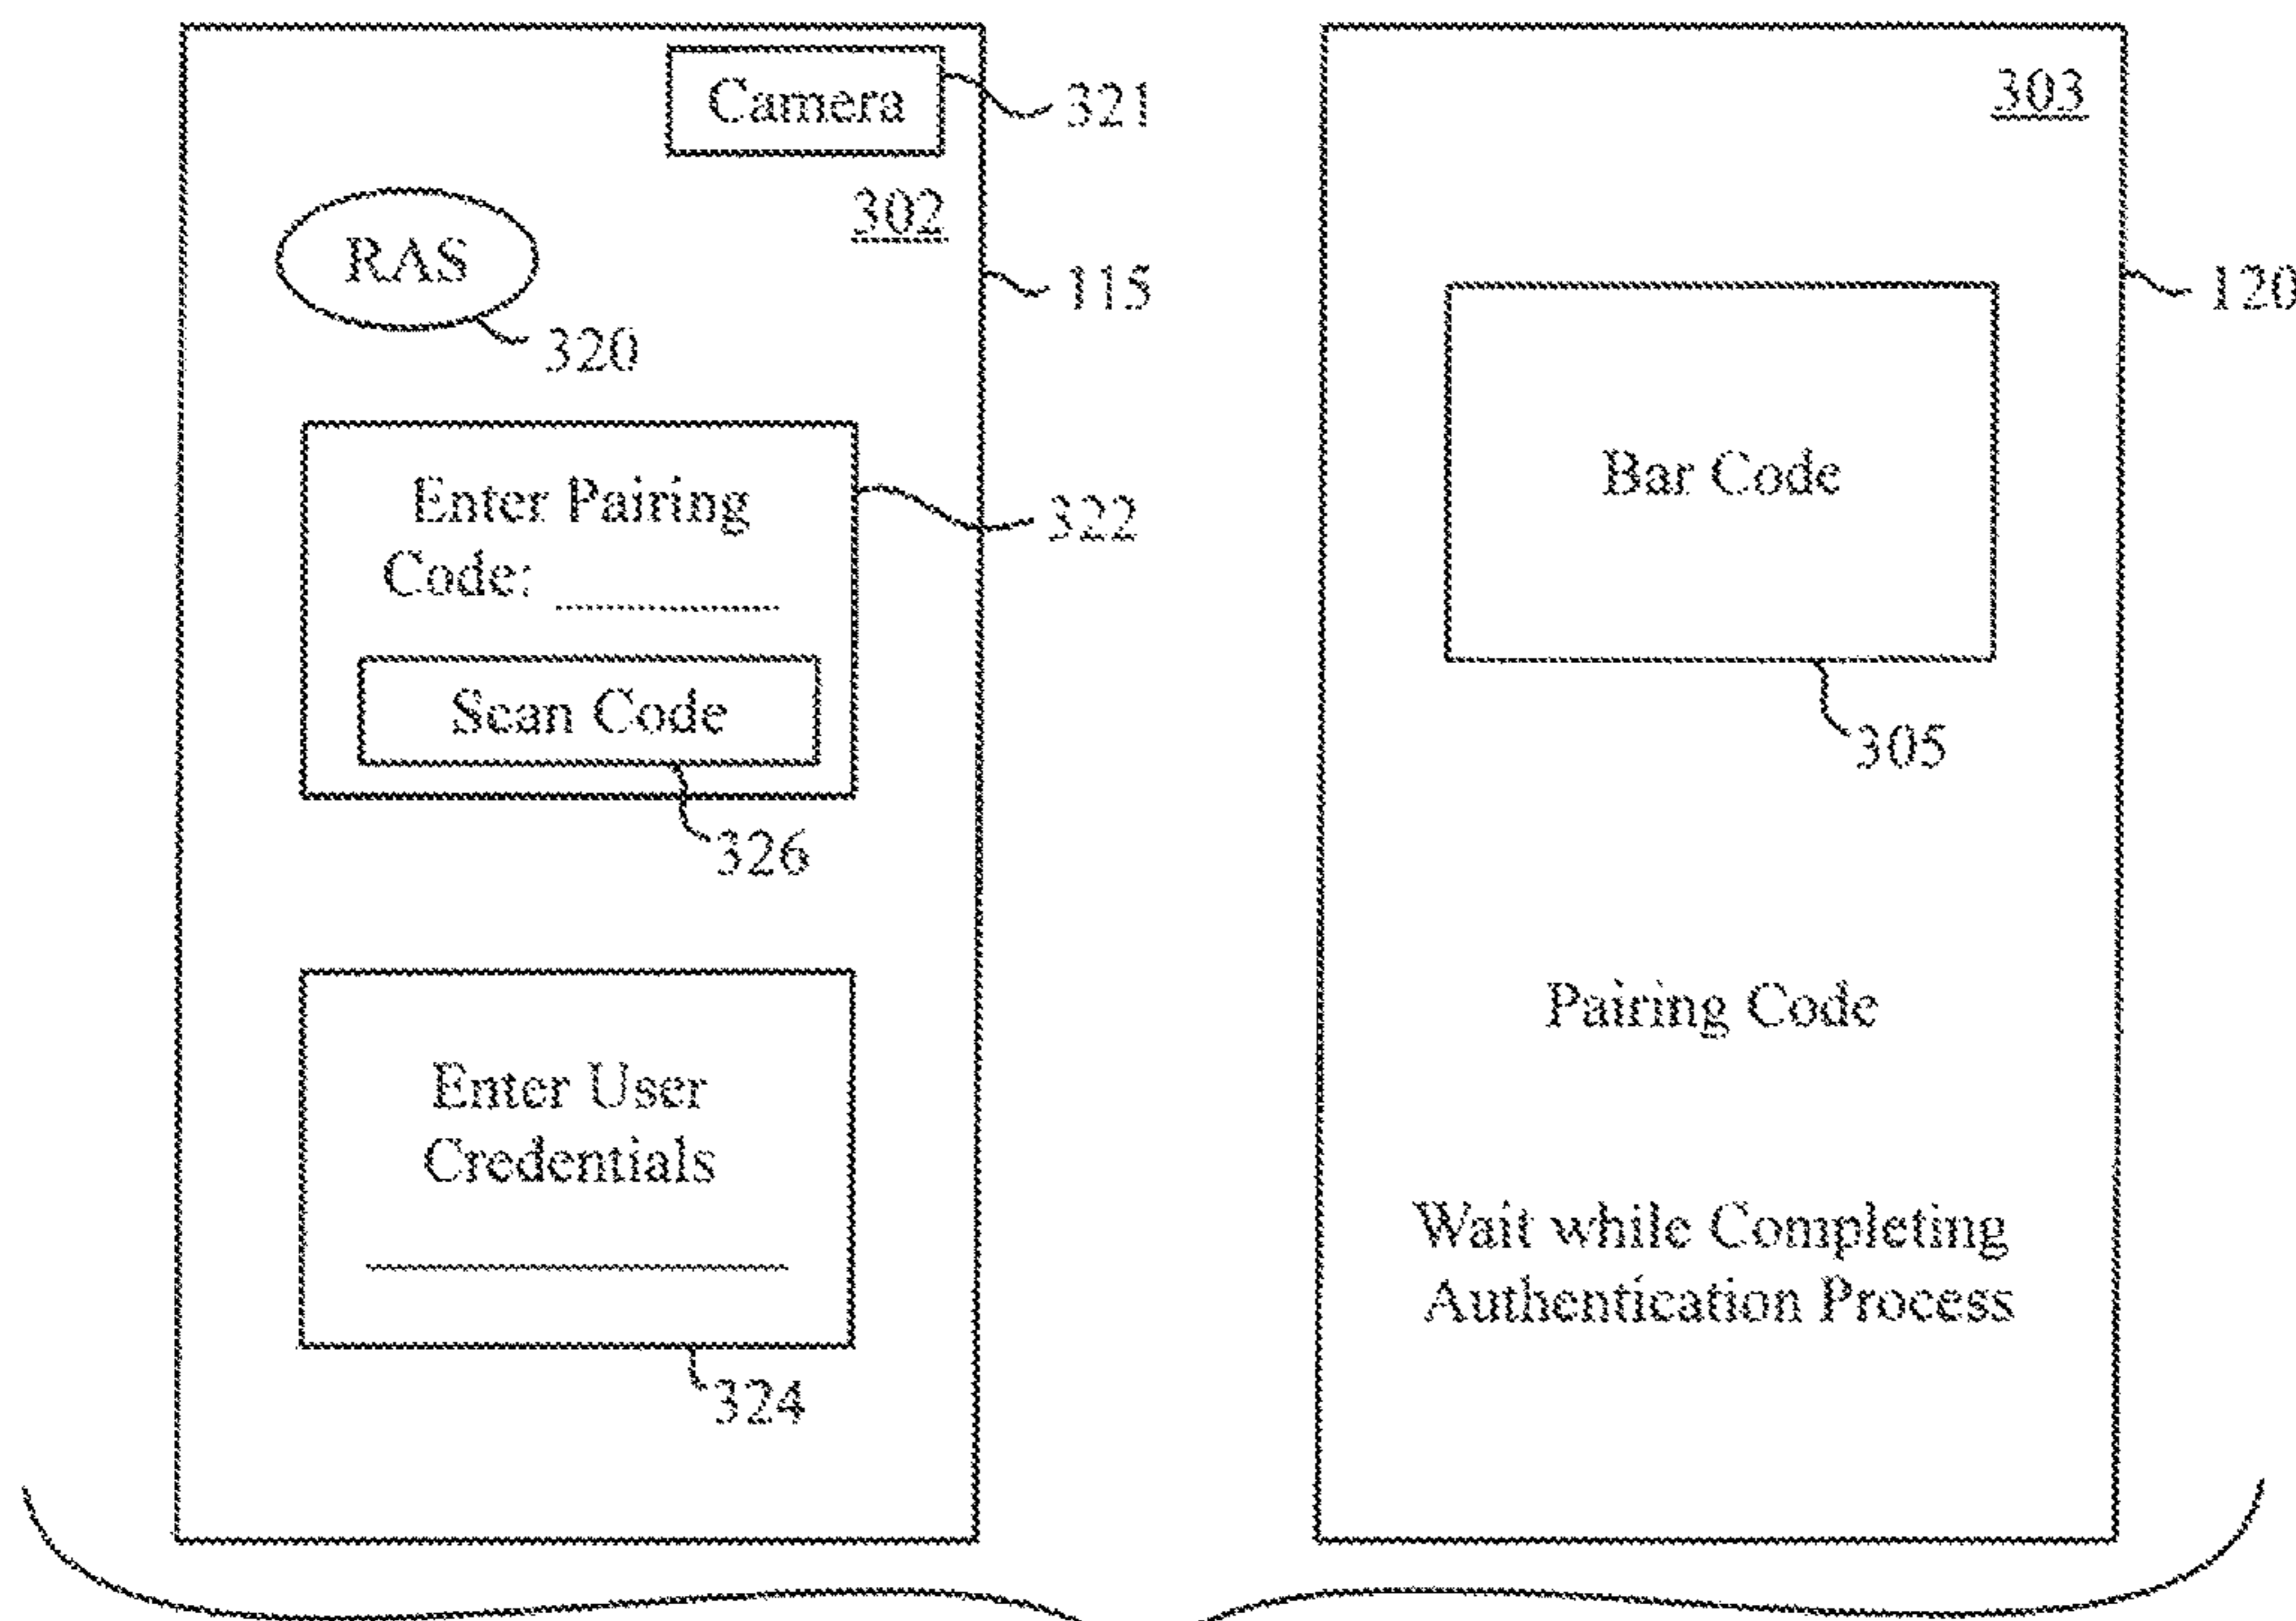 Camera
321
302
RAS
320
115
Enter Pairing
Code:
322
Scan Code
326
Enter User
Credentials
324
303
120
Bar Code
305
Pairing Code
Wait while Completing
Authentication Process